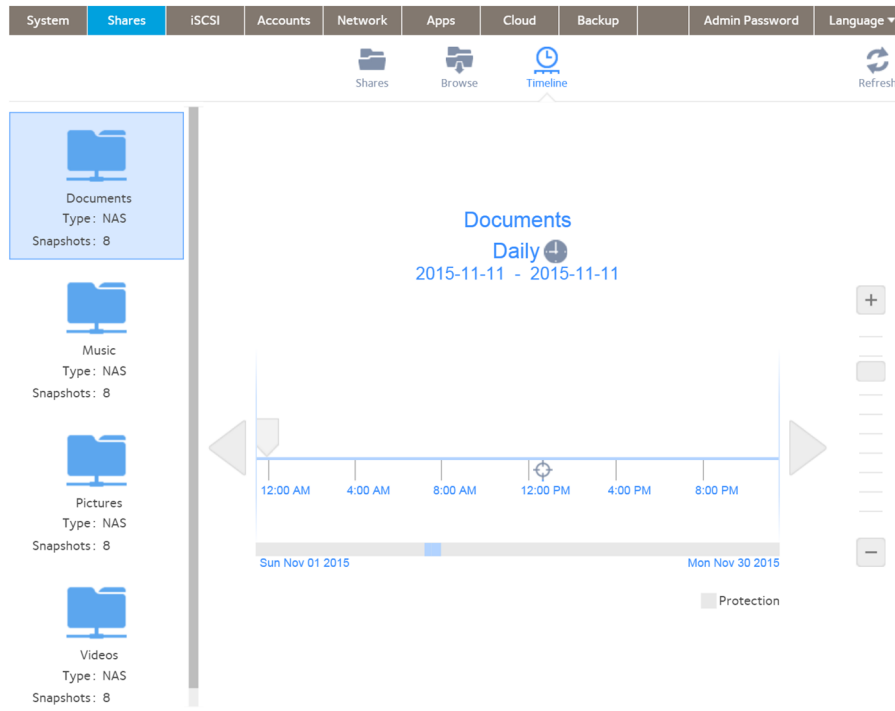 System Shares iSCSI Accounts Network Apps Cloud Backup Admin Password Language
Shares Browse Timeline Refresh
Documents
Type: NAS
Snapshots: 8
Music
Type: NAS
Snapshots: 8
Pictures
Type: NAS
Snapshots: 8
Videos
Type: NAS
Snapshots: 8
Documents
Daily
2015-11-11 - 2015-11-11
12:00 AM 4:00 AM 8:00 AM 12:00 PM 4:00 PM 8:00 PM
Sun Nov 01 2015 Mon Nov 30 2015
Protection